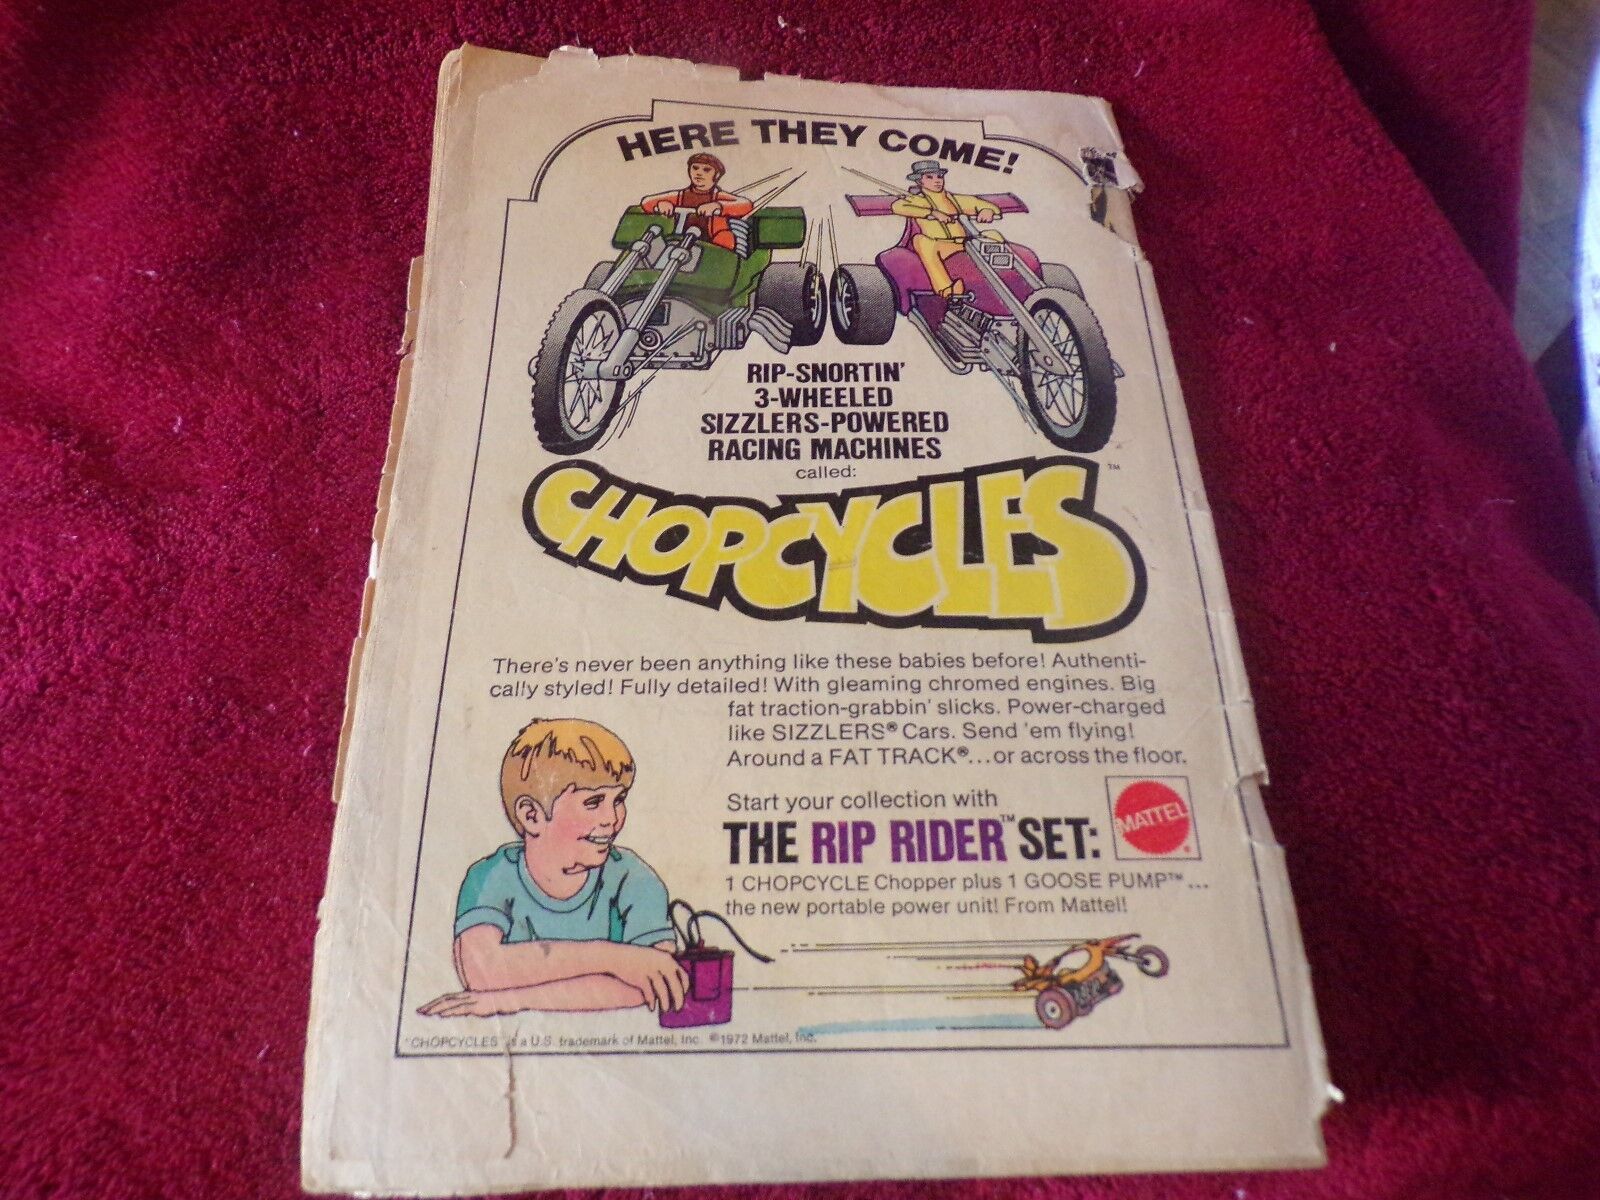 HERE THEY COME!
RIP-SNORTIN'
3-WHEELED
SIZZLERS-POWERED
RACING MACHINES
called:
CHOPCYCLES™
There's never been anything like these babies before! Authenti-
cally styled! Fully detailed! With gleaming chromed engines. Big
fat traction-grabbin' slicks. Power-charged
like SIZZLERS® Cars. Send 'em flying!
Around a FAT TRACK®...or across the floor.
Start your collection with
THE RIP RIDER™ SET:
MATTEL®
1 CHOPCYCLE Chopper plus 1 GOOSE PUMP™...
the new portable power unit! From Mattel!
"CHOPCYCLES" is a U.S. trademark of Mattel, Inc. ©1972 Mattel, Inc.